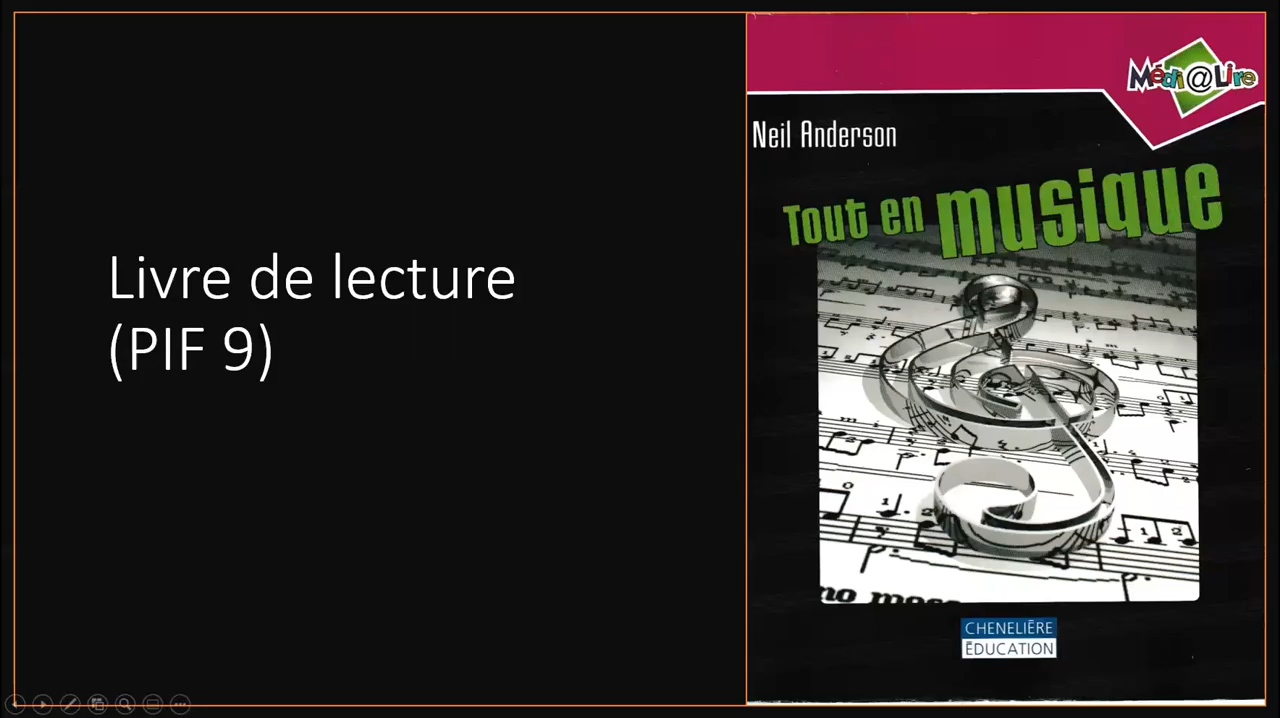 Livre de lecture
(PIF 9)
Médi@Lire
Neil Anderson
Tout en musique
CHENELIÈRE
ÉDUCATION